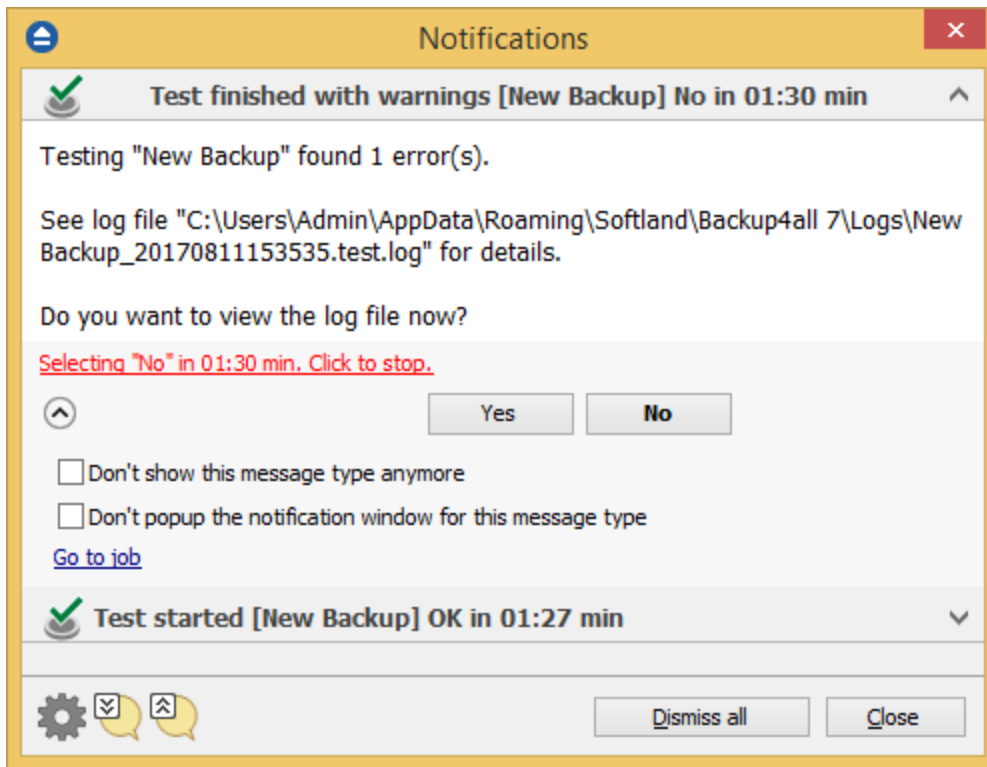 Notifications
Test finished with warnings [New Backup] No in 01:30 min
Testing "New Backup" found 1 error(s).
See log file "C:\Users\Admin\AppData\Roaming\Softland\Backup4all 7\Logs\New
Backup_20170811153535.test.log" for details.
Do you want to view the log file now?
Selecting "No" in 01:30 min. Click to stop.
Yes No
Don't show this message type anymore
Don't popup the notification window for this message type
Go to job
Test started [New Backup] OK in 01:27 min
Dismiss all Close